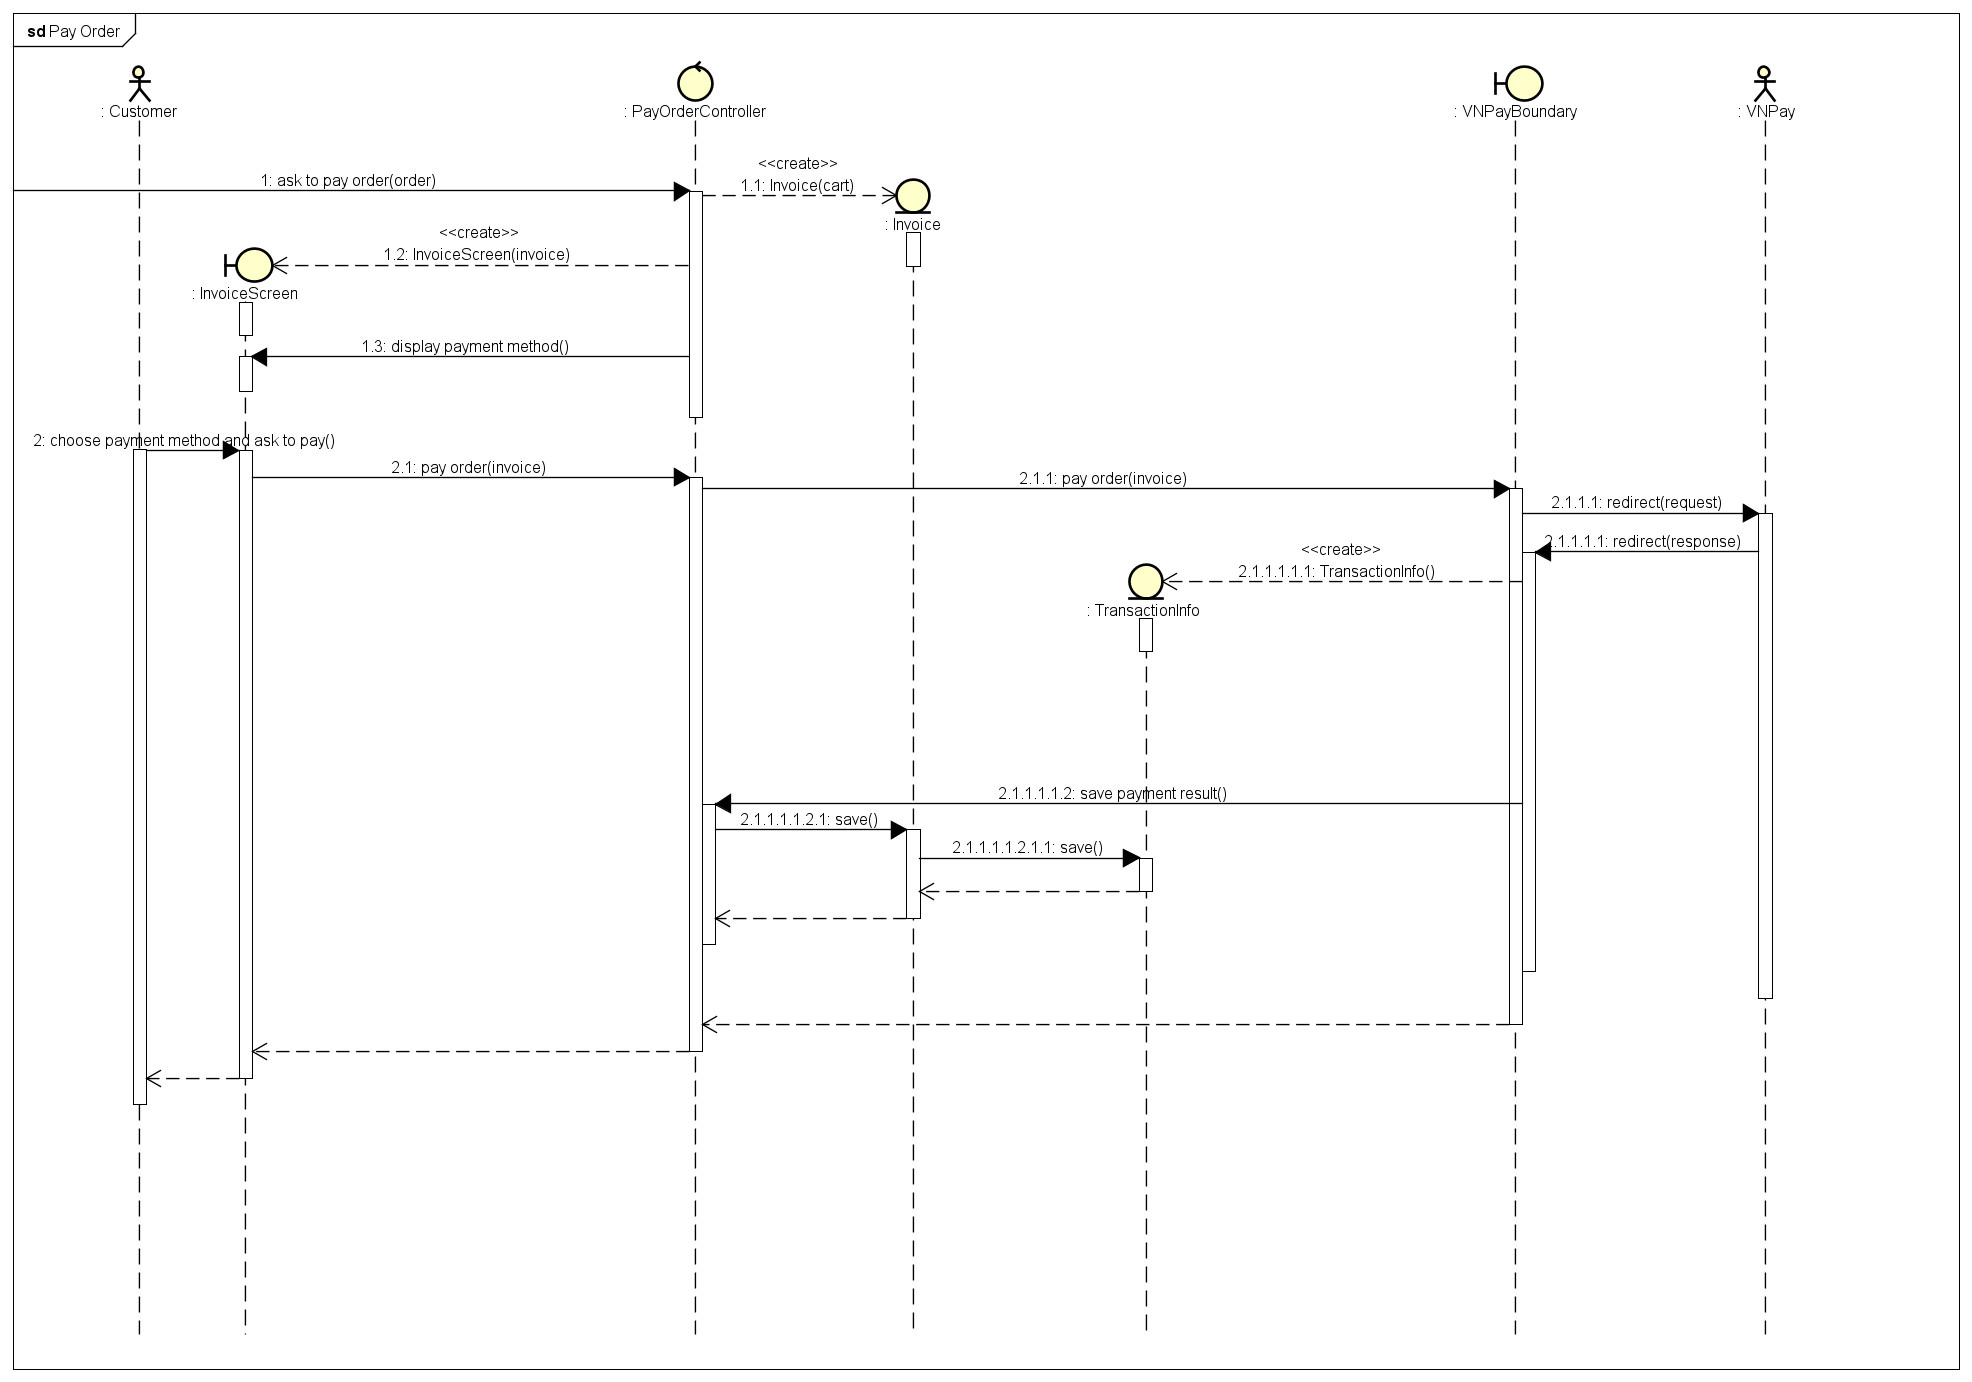 sd Pay Order
: Customer
: PayOrderController
: VNPayBoundary
: VNPay
<<create>>
1: ask to pay order(order)
1.1: Invoice(cart)
: Invoice
<<create>>
1.2: InvoiceScreen(invoice)
: InvoiceScreen
1.3: display payment method()
2: choose payment method and ask to pay()
2.1: pay order(invoice)
2.1.1: pay order(invoice)
2.1.1.1: redirect(request)
2.1.1.1.1: redirect(response)
<<create>>
2.1.1.1.1.1: TransactionInfo()
: TransactionInfo
2.1.1.1.1.2: save payment result()
2.1.1.1.1.2.1: save()
2.1.1.1.1.2.1.1: save()